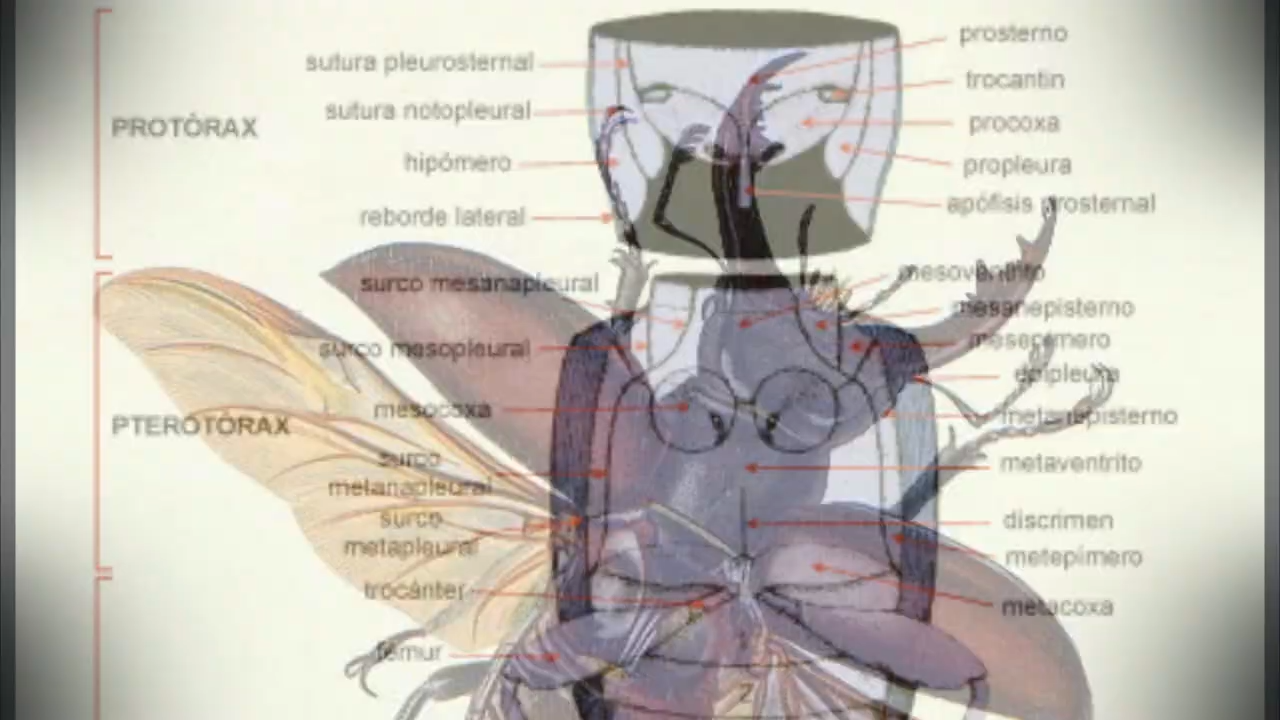 PROTÓRAX
sutura pleurosternal
sutura notopleural
hipómero
reborde lateral
prosterno
trocantin
procoxa
propleura
apófisis prosternal
PTEROTÓRAX
surco mesanapleural
surco mesopleural
mesocoxa
surco
metanapleural
surco
metapleural
trocánter
fémur
mesoventrito
mesanepisterno
mesepímero
epipleura
metanepisterno
metaventrito
discrimen
metepímero
metacoxa
2